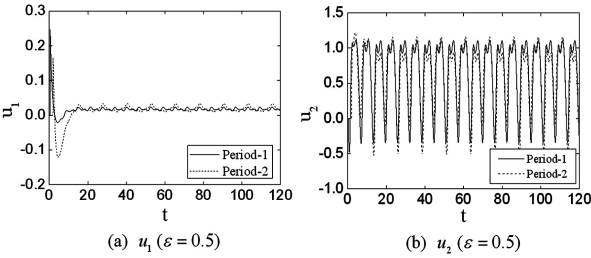 0.3
0.2
0.1
0.0
-0.1
-0.2
u1
0 20 40 60 80 100 120
t
Period-1
Period-2
(a) u1 (ε = 0.5)
1.5
1.0
0.5
0.0
-0.5
-1.0
u2
0 20 40 60 80 100 120
t
Period-1
Period-2
(b) u2 (ε = 0.5)